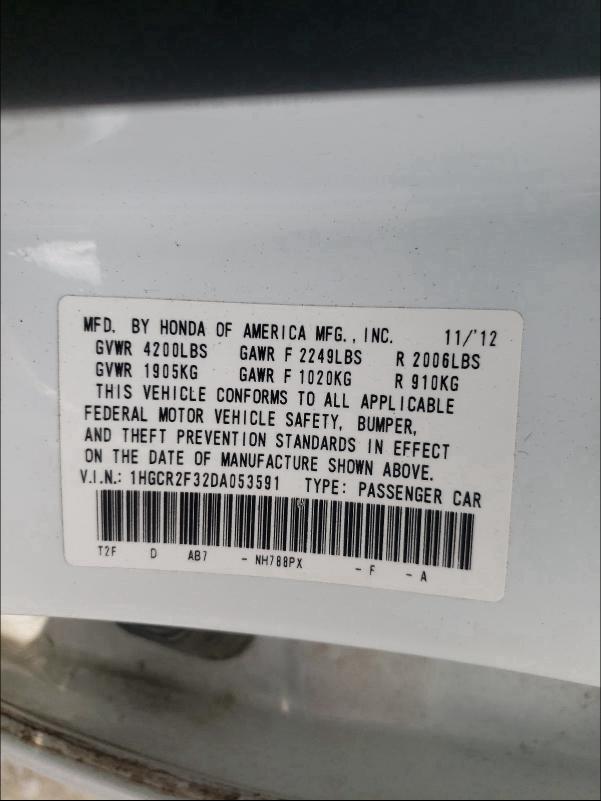 MFD. BY HONDA OF AMERICA MFG., INC. 11/'12
GVWR 4200LBS GAWR F 2249LBS R 2006LBS
GVWR 1905KG GAWR F 1020KG R 910KG
THIS VEHICLE CONFORMS TO ALL APPLICABLE
FEDERAL MOTOR VEHICLE SAFETY, BUMPER,
AND THEFT PREVENTION STANDARDS IN EFFECT
ON THE DATE OF MANUFACTURE SHOWN ABOVE.
V.I.N.: 1HGCR2F32DA053591 TYPE: PASSENGER CAR
T2F D AB7 - NH788PX - F - A